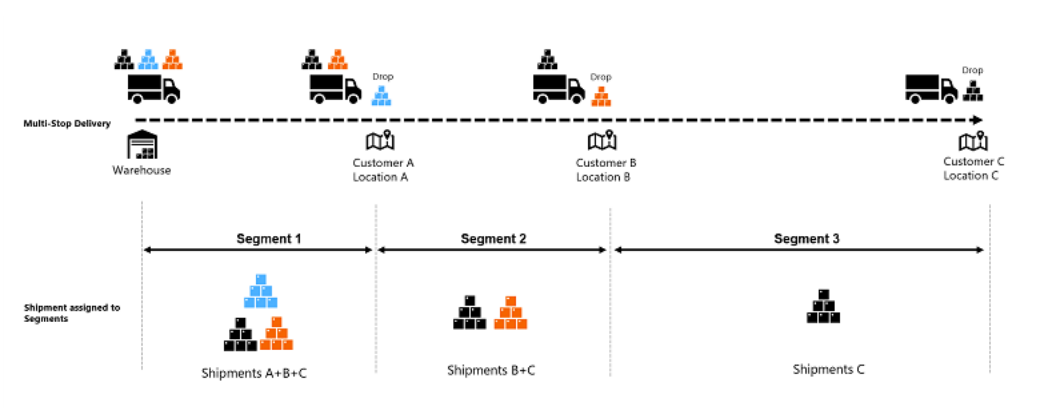 Drop
Drop
Drop
Multi-Stop Delivery
Warehouse
Customer A
Location A
Customer B
Location B
Customer C
Location C
Segment 1
Segment 2
Segment 3
Shipment assigned to
Segments
Shipments A+B+C
Shipments B+C
Shipments C